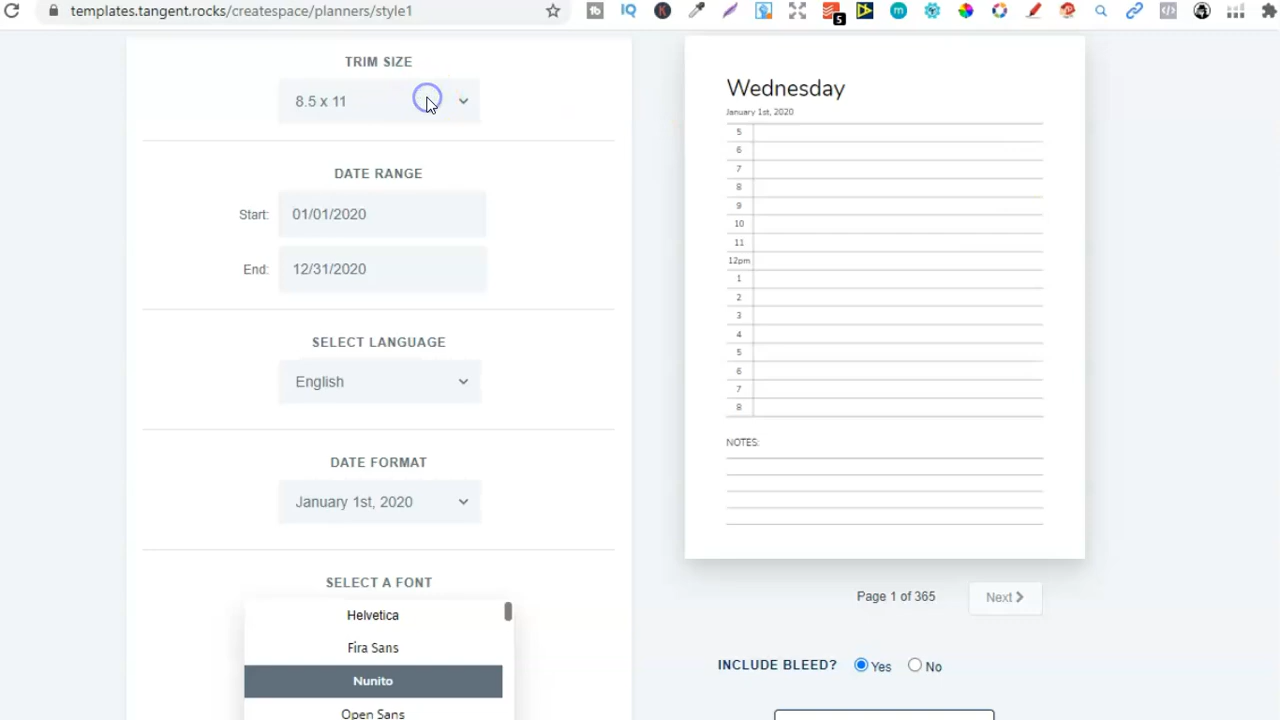 templates.tangent.rocks/createspace/planners/style1
5
TRIM SIZE
8.5 x 11
DATE RANGE
Start: 01/01/2020
End: 12/31/2020
SELECT LANGUAGE
English
DATE FORMAT
January 1st, 2020
SELECT A FONT
Helvetica
Fira Sans
Nunito
Open Sans
Wednesday
January 1st, 2020
5
6
7
8
9
10
11
12pm
1
2
3
4
5
6
7
8
NOTES:
Page 1 of 365
Next
INCLUDE BLEED? Yes No